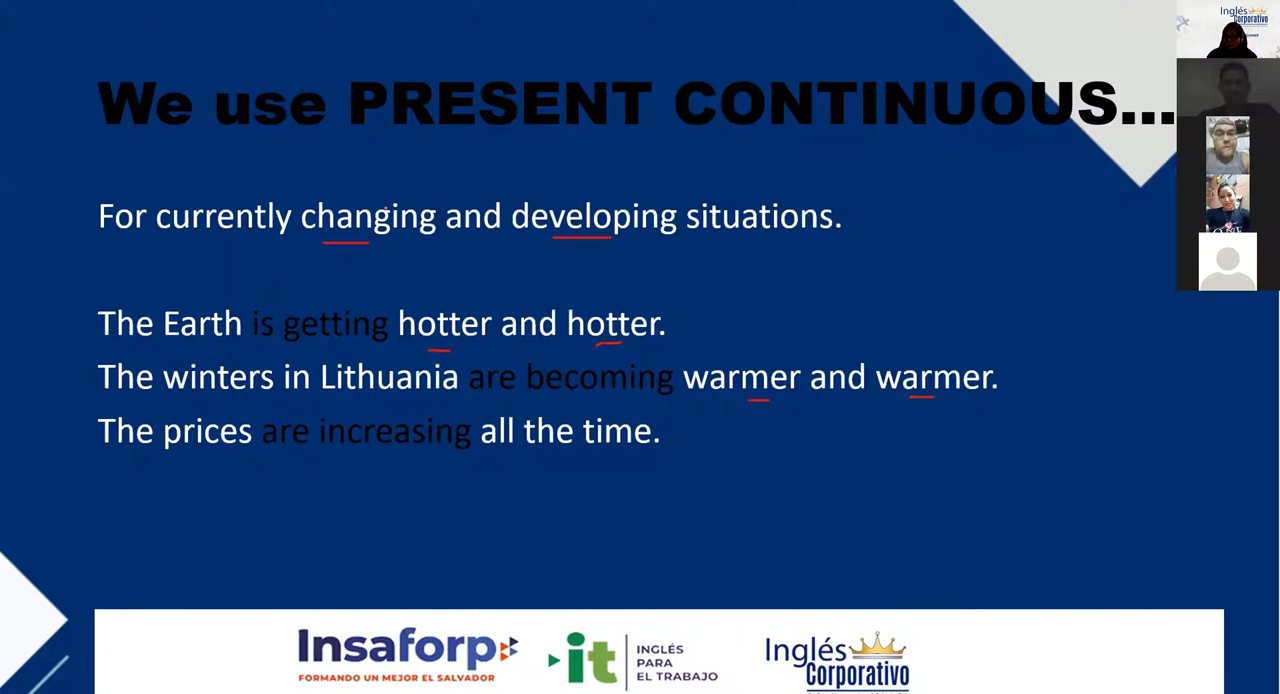 We use PRESENT CONTINUOUS...
For currently changing and developing situations.
The Earth is getting hotter and hotter.
The winters in Lithuania are becoming warmer and warmer.
The prices are increasing all the time.
Insaforp
FORMANDO UN MEJOR EL SALVADOR
it
INGLÉS
PARA
EL TRABAJO
Inglés
Corporativo
Inglés
Corporativo